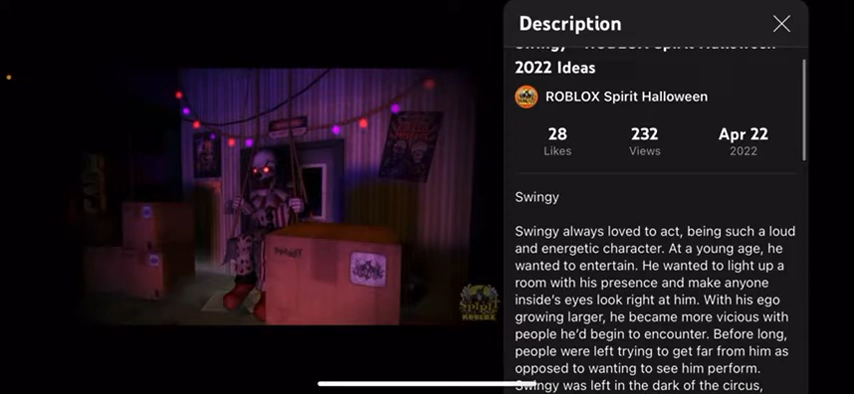 Description
2022 Ideas
ROBLOX Spirit Halloween
28
232
Apr 22
Likes
Views
2022
Swingy
Swingy always loved to act, being such a loud
and energetic character. At a young age, he
wanted to entertain. He wanted to light up a
room with his presence and make anyone
inside's eyes look right at him. With his ego
growing larger, he became more vicious with
people he'd begin to encounter. Before long,
people were left trying to get far from him as
opposed to wanting to see him perform.
Swingy was left in the dark of the circus,
Spirit
ROBLOX